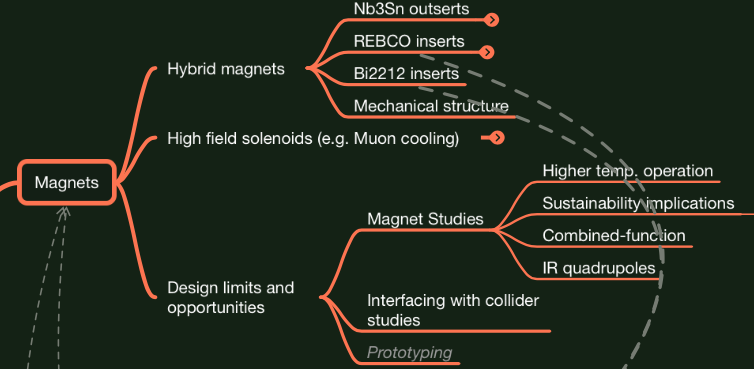 Nb3Sn outserts
REBCO inserts
Hybrid magnets
Bi2212 inserts
Mechanical structure
High field solenoids (e.g. Muon cooling)
Magnets
Higher temp. operation
Sustainability implications
Magnet Studies
Combined-function
IR quadrupoles
Design limits and
opportunities
Interfacing with collider
studies
Prototyping